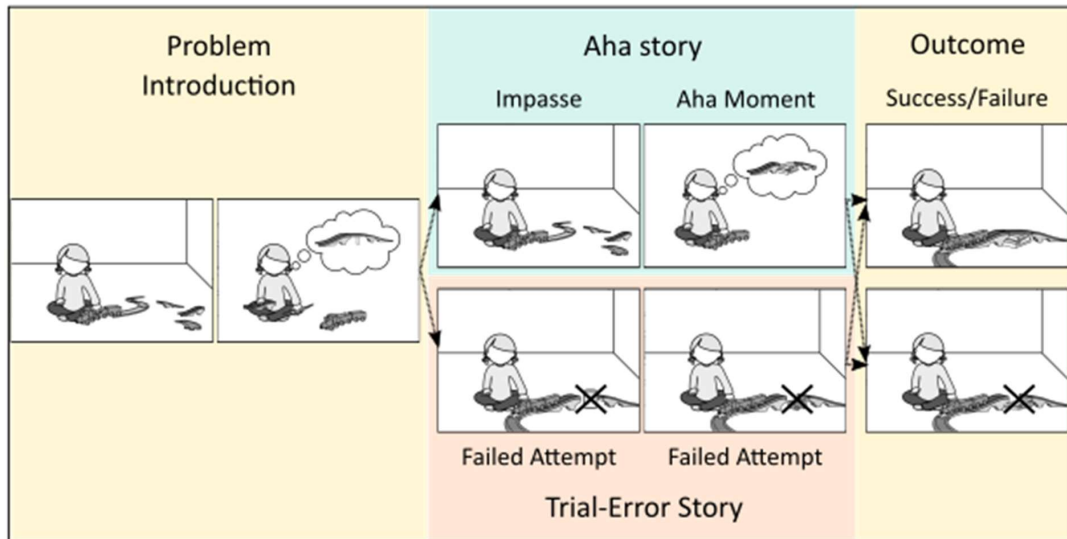 Problem
Introduction
Aha story
Outcome
Impasse
Aha Moment
Success/Failure
Failed Attempt
Failed Attempt
Trial-Error Story